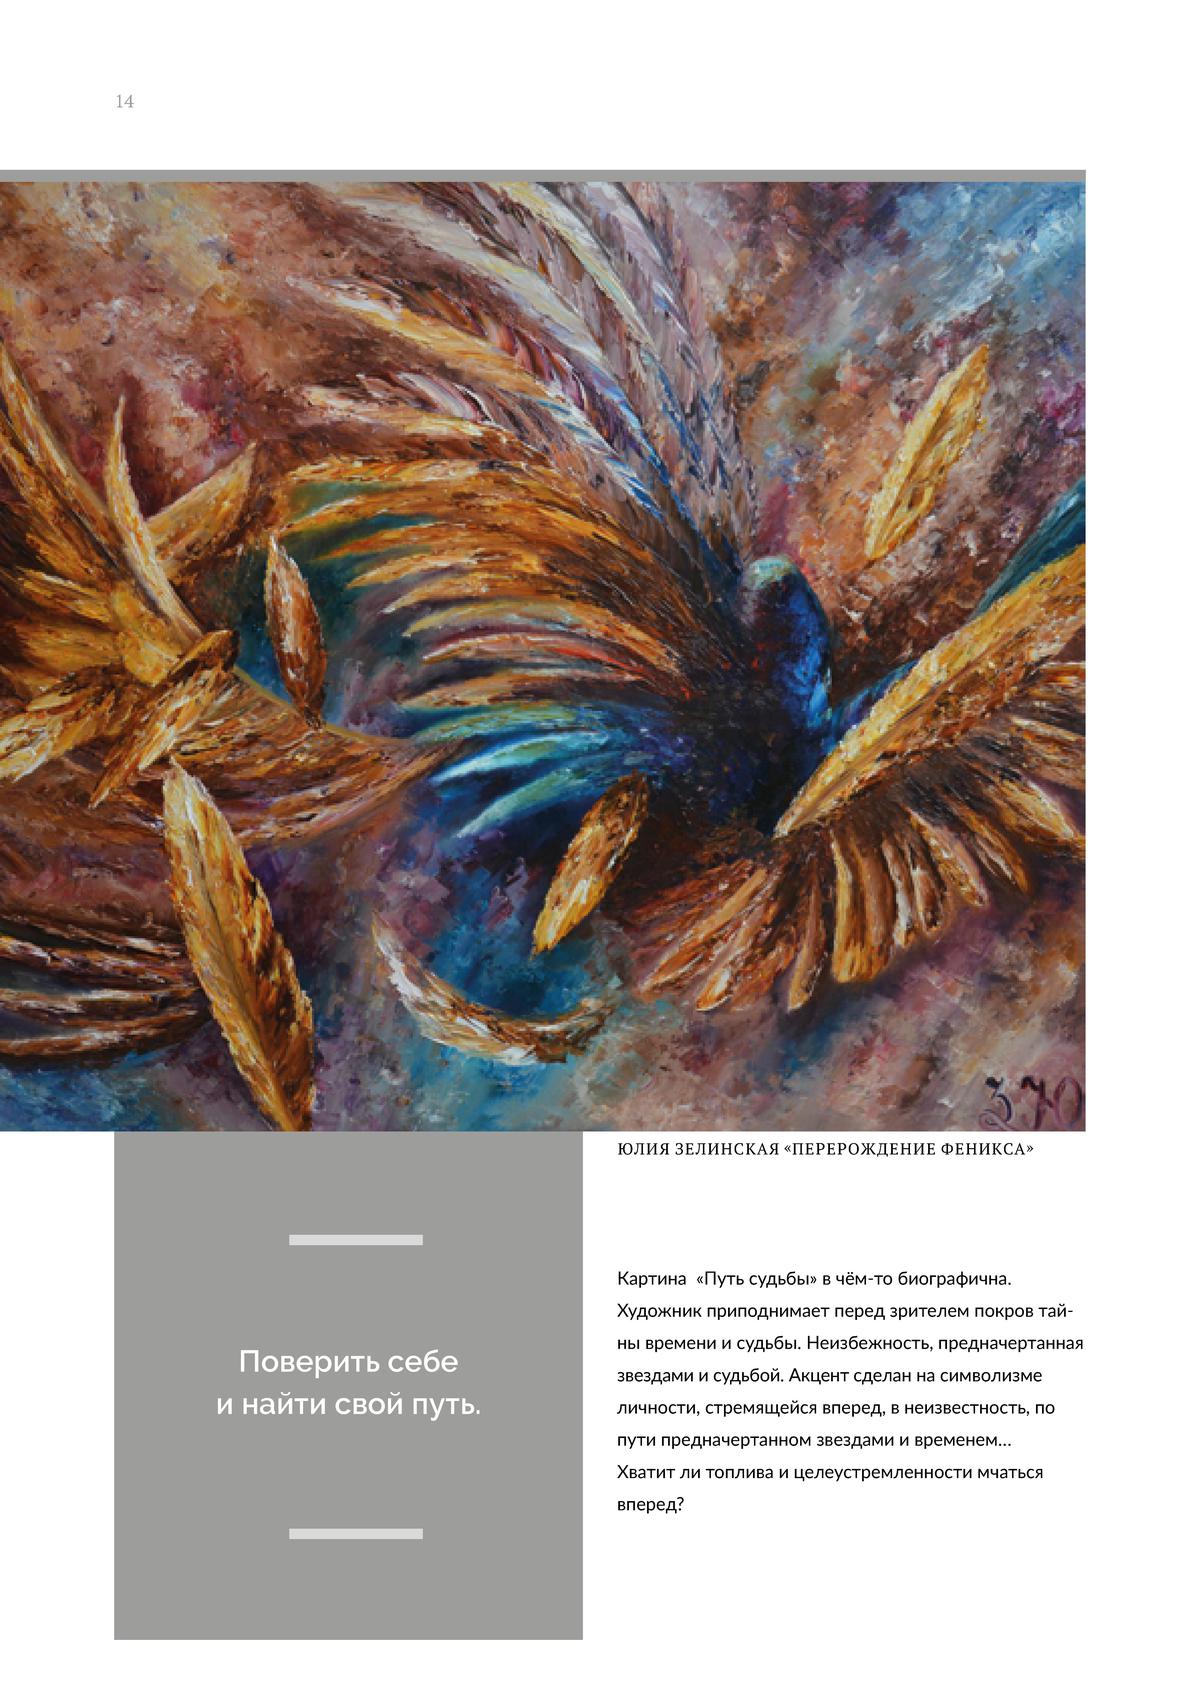 14
З Ю
ЮЛИЯ ЗЕЛИНСКАЯ «ПЕРЕРОЖДЕНИЕ ФЕНИКСА»
Поверить себе
и найти свой путь.
Картина «Путь судьбы» в чём-то биографична.
Художник приподнимает перед зрителем покров тай-
ны времени и судьбы. Неизбежность, предначертанная
звездами и судьбой. Акцент сделан на символизме
личности, стремящейся вперед, в неизвестность, по
пути предначертанном звездами и временем...
Хватит ли топлива и целеустремленности мчаться
вперед?